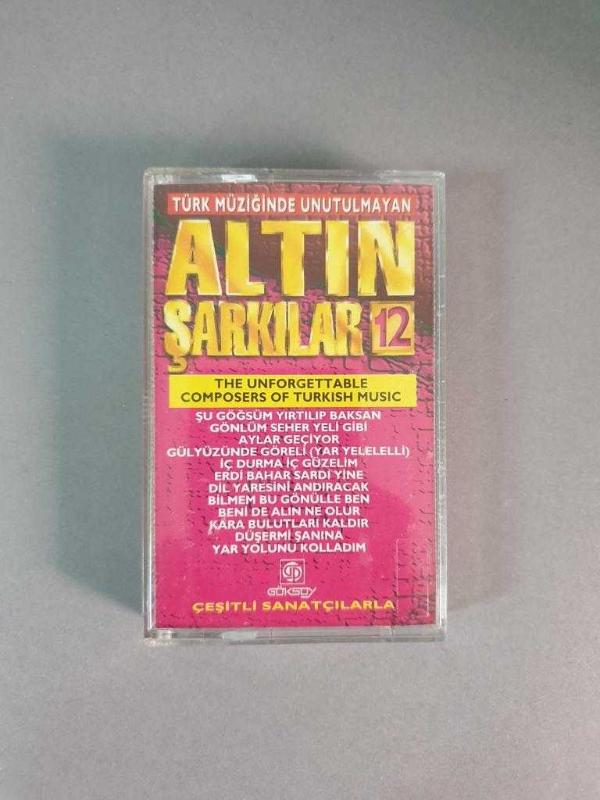 TÜRK MÜZİĞİNDE UNUTULMAYAN
ALTIN
ŞARKILAR 12
THE UNFORGETTABLE
COMPOSERS OF TURKISH MUSIC
ŞU GÖĞSÜM YIRTILIP BAKSAN
GÖNLÜM SEHER YELİ GİBİ
AYLAR GEÇİYOR
GÜLYÜZÜNDE GÖRELİ (YAR YELELELLİ)
İÇ DURMA İÇ GÜZELİM
ERDİ BAHAR SARDI YİNE
DİL YARESİNİ ANDIRACAK
BİLMEM BU GÖNÜLLE BEN
BENİ DE ALIN NE OLUR
KARA BULUTLARI KALDIR
DÜŞERMİ ŞANINA
YAR YOLUNU KOLLADIM
GÖKSOY
ÇEŞİTLİ SANATÇILARLA